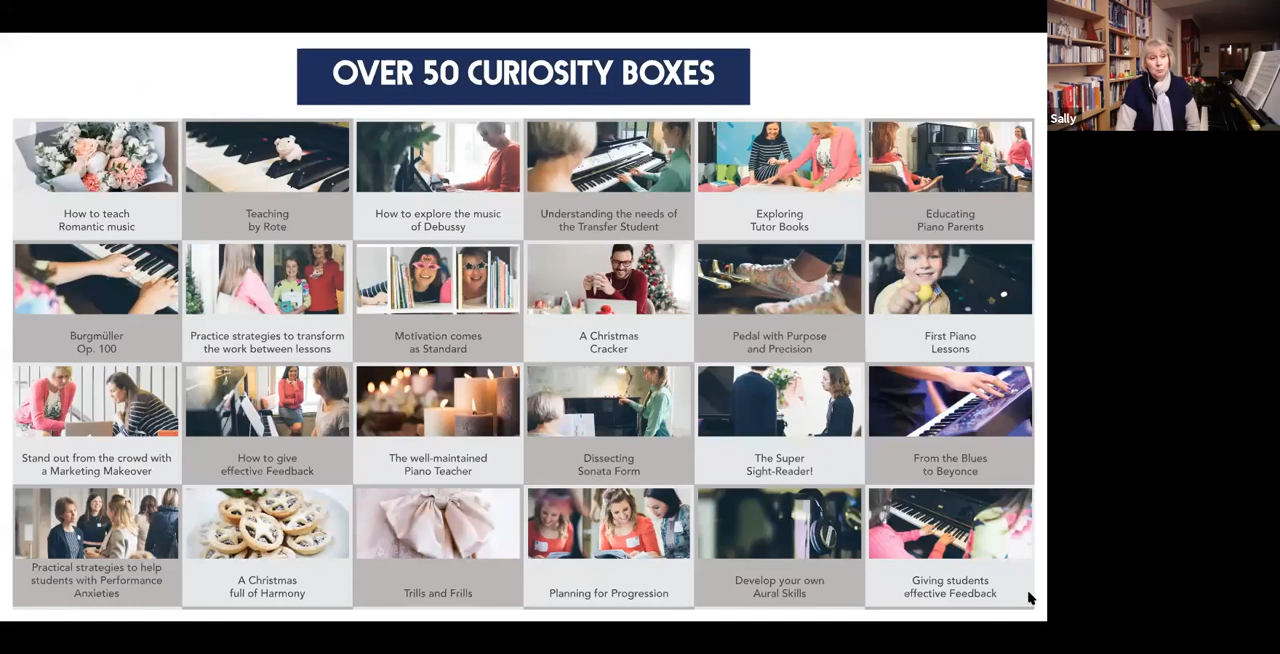 OVER 50 CURIOSITY BOXES
Sally
How to teach
Romantic music
Teaching
by Rote
How to explore the music
of Debussy
Understanding the needs of
the Transfer Student
Exploring
Tutor Books
Educating
Piano Parents
Burgmüller
Op. 100
Practice strategies to transform
the work between lessons
Motivation comes
as Standard
A Christmas
Cracker
Pedal with Purpose
and Precision
First Piano
Lessons
Stand out from the crowd with
a Marketing Makeover
How to give
effective Feedback
The well-maintained
Piano Teacher
Dissecting
Sonata Form
The Super
Sight-Reader!
From the Blues
to Beyonce
Practical strategies to help
students with Performance
Anxieties
A Christmas
full of Harmony
Trills and Frills
Planning for Progression
Develop your own
Aural Skills
Giving students
effective Feedback